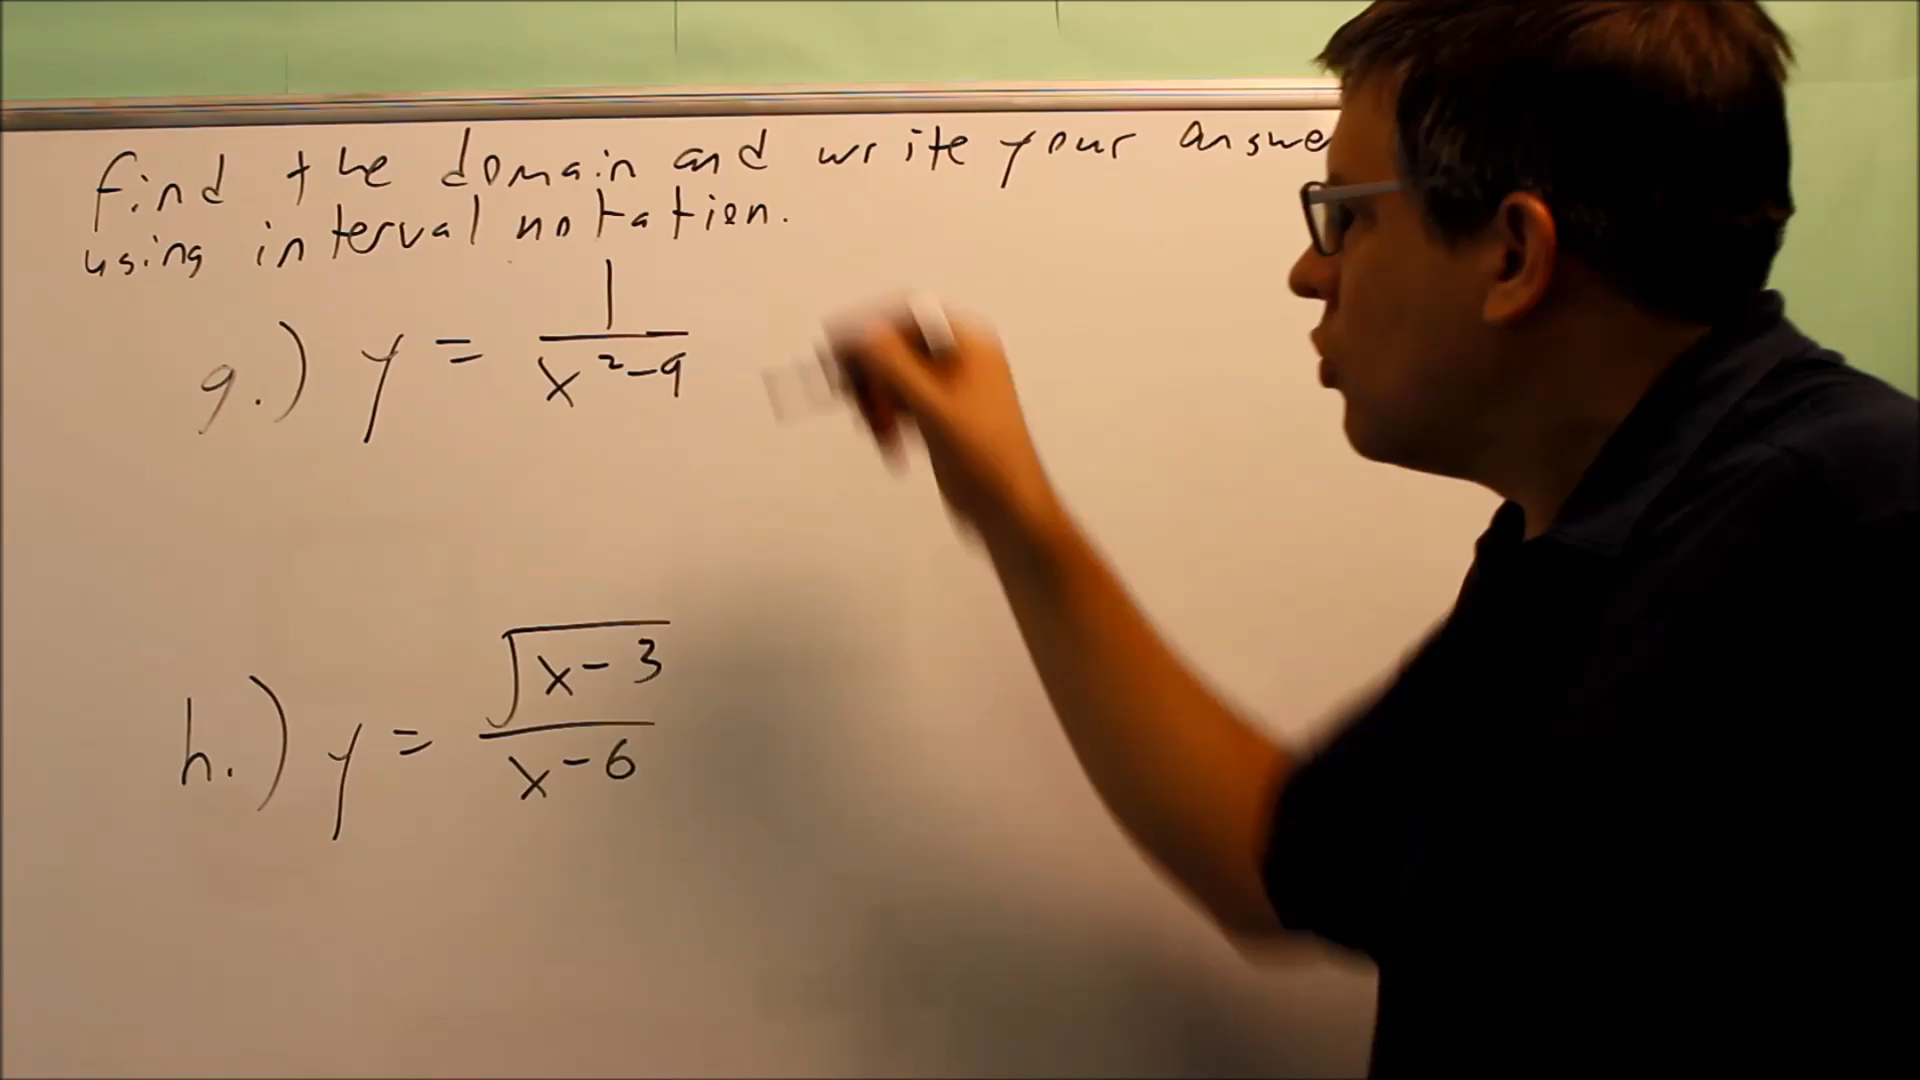 find the domain and write your answe
using interval notation.
g.) y = 1/(x²-9)
h.) y = √(x-3)/(x-6)